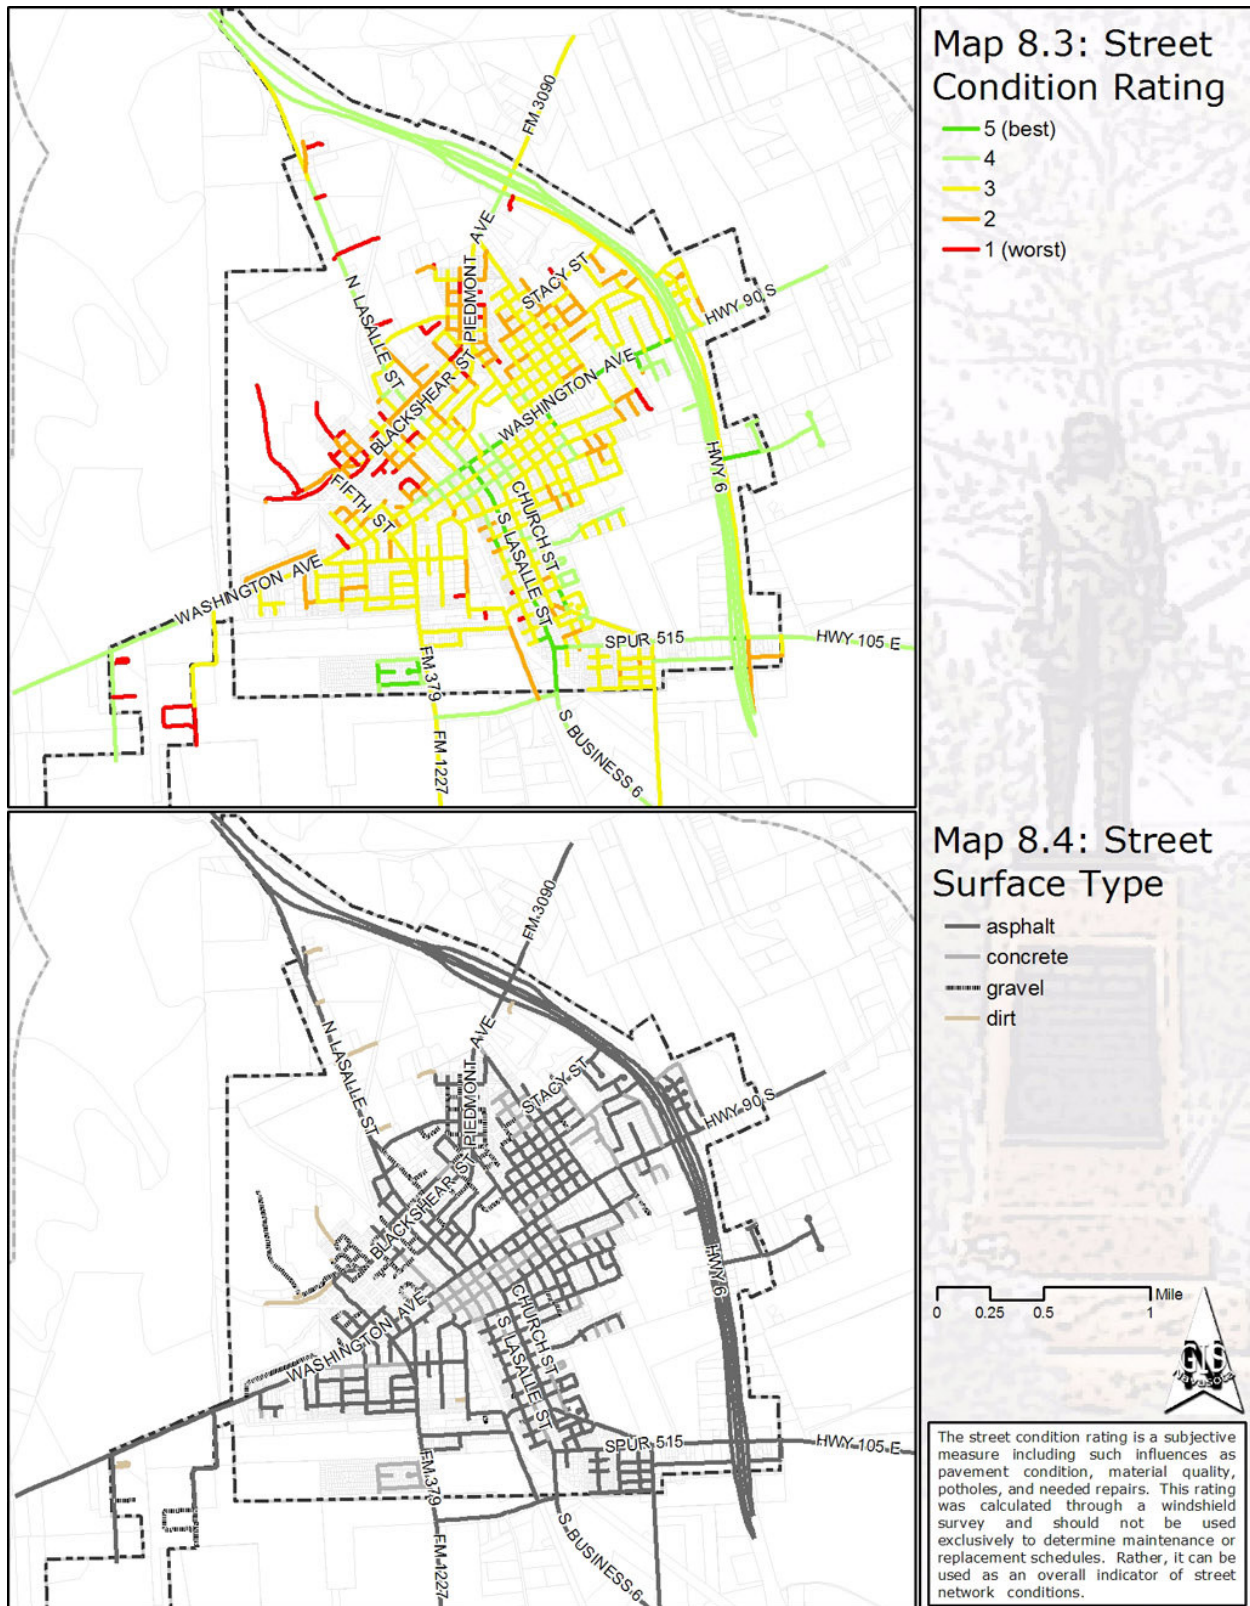 Map 8.3: Street
Condition Rating
5 (best)
4
3
2
1 (worst)
FM 3090
PIEDMONT AVE
STACY ST
HWY 90 S
N LASALLE ST
BLACKSHEAR ST
WASHINGTON AVE
FIFTH ST
CHURCH ST
S LASALLE ST
HWY 6
WASHINGTON AVE
SPUR 515
HWY 105 E
FM 379
FM 1227
S BUSINESS 6
Map 8.4: Street
Surface Type
asphalt
concrete
gravel
dirt
FM 3090
PIEDMONT AVE
STACY ST
HWY 90 S
N LASALLE ST
BLACKSHEAR ST
WASHINGTON AVE
CHURCH ST
S LASALLE ST
HWY 6
SPUR 515
HWY 105 E
FM 379
FM 1227
S BUSINESS 6
Mile
0 0.25 0.5 1
GIS
Navasota
The street condition rating is a subjective
measure including such influences as
pavement condition, material quality,
potholes, and needed repairs. This rating
was calculated through a windshield
survey and should not be used
exclusively to determine maintenance or
replacement schedules. Rather, it can be
used as an overall indicator of street
network conditions.